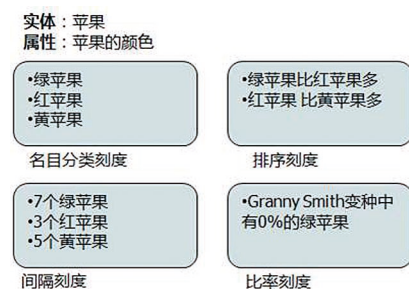 实体：苹果
属性：苹果的颜色
•绿苹果
•红苹果
•黄苹果
名目分类刻度
•绿苹果比红苹果多
•红苹果 比黄苹果多
排序刻度
•7个绿苹果
•3个红苹果
•5个黄苹果
间隔刻度
•Granny Smith变种中
有0%的绿苹果
比率刻度